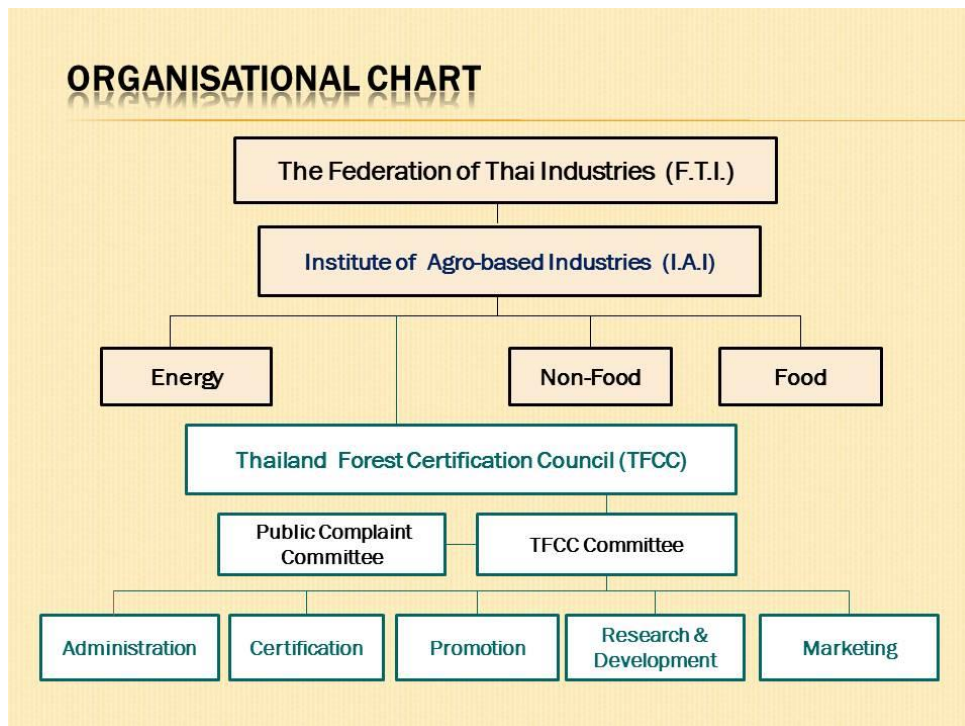 ORGANISATIONAL CHART
The Federation of Thai Industries (F.T.I.)
Institute of Agro-based Industries (I.A.I)
Energy
Non-Food
Food
Thailand Forest Certification Council (TFCC)
Public Complaint
Committee
TFCC Committee
Administration
Certification
Promotion
Research &
Development
Marketing